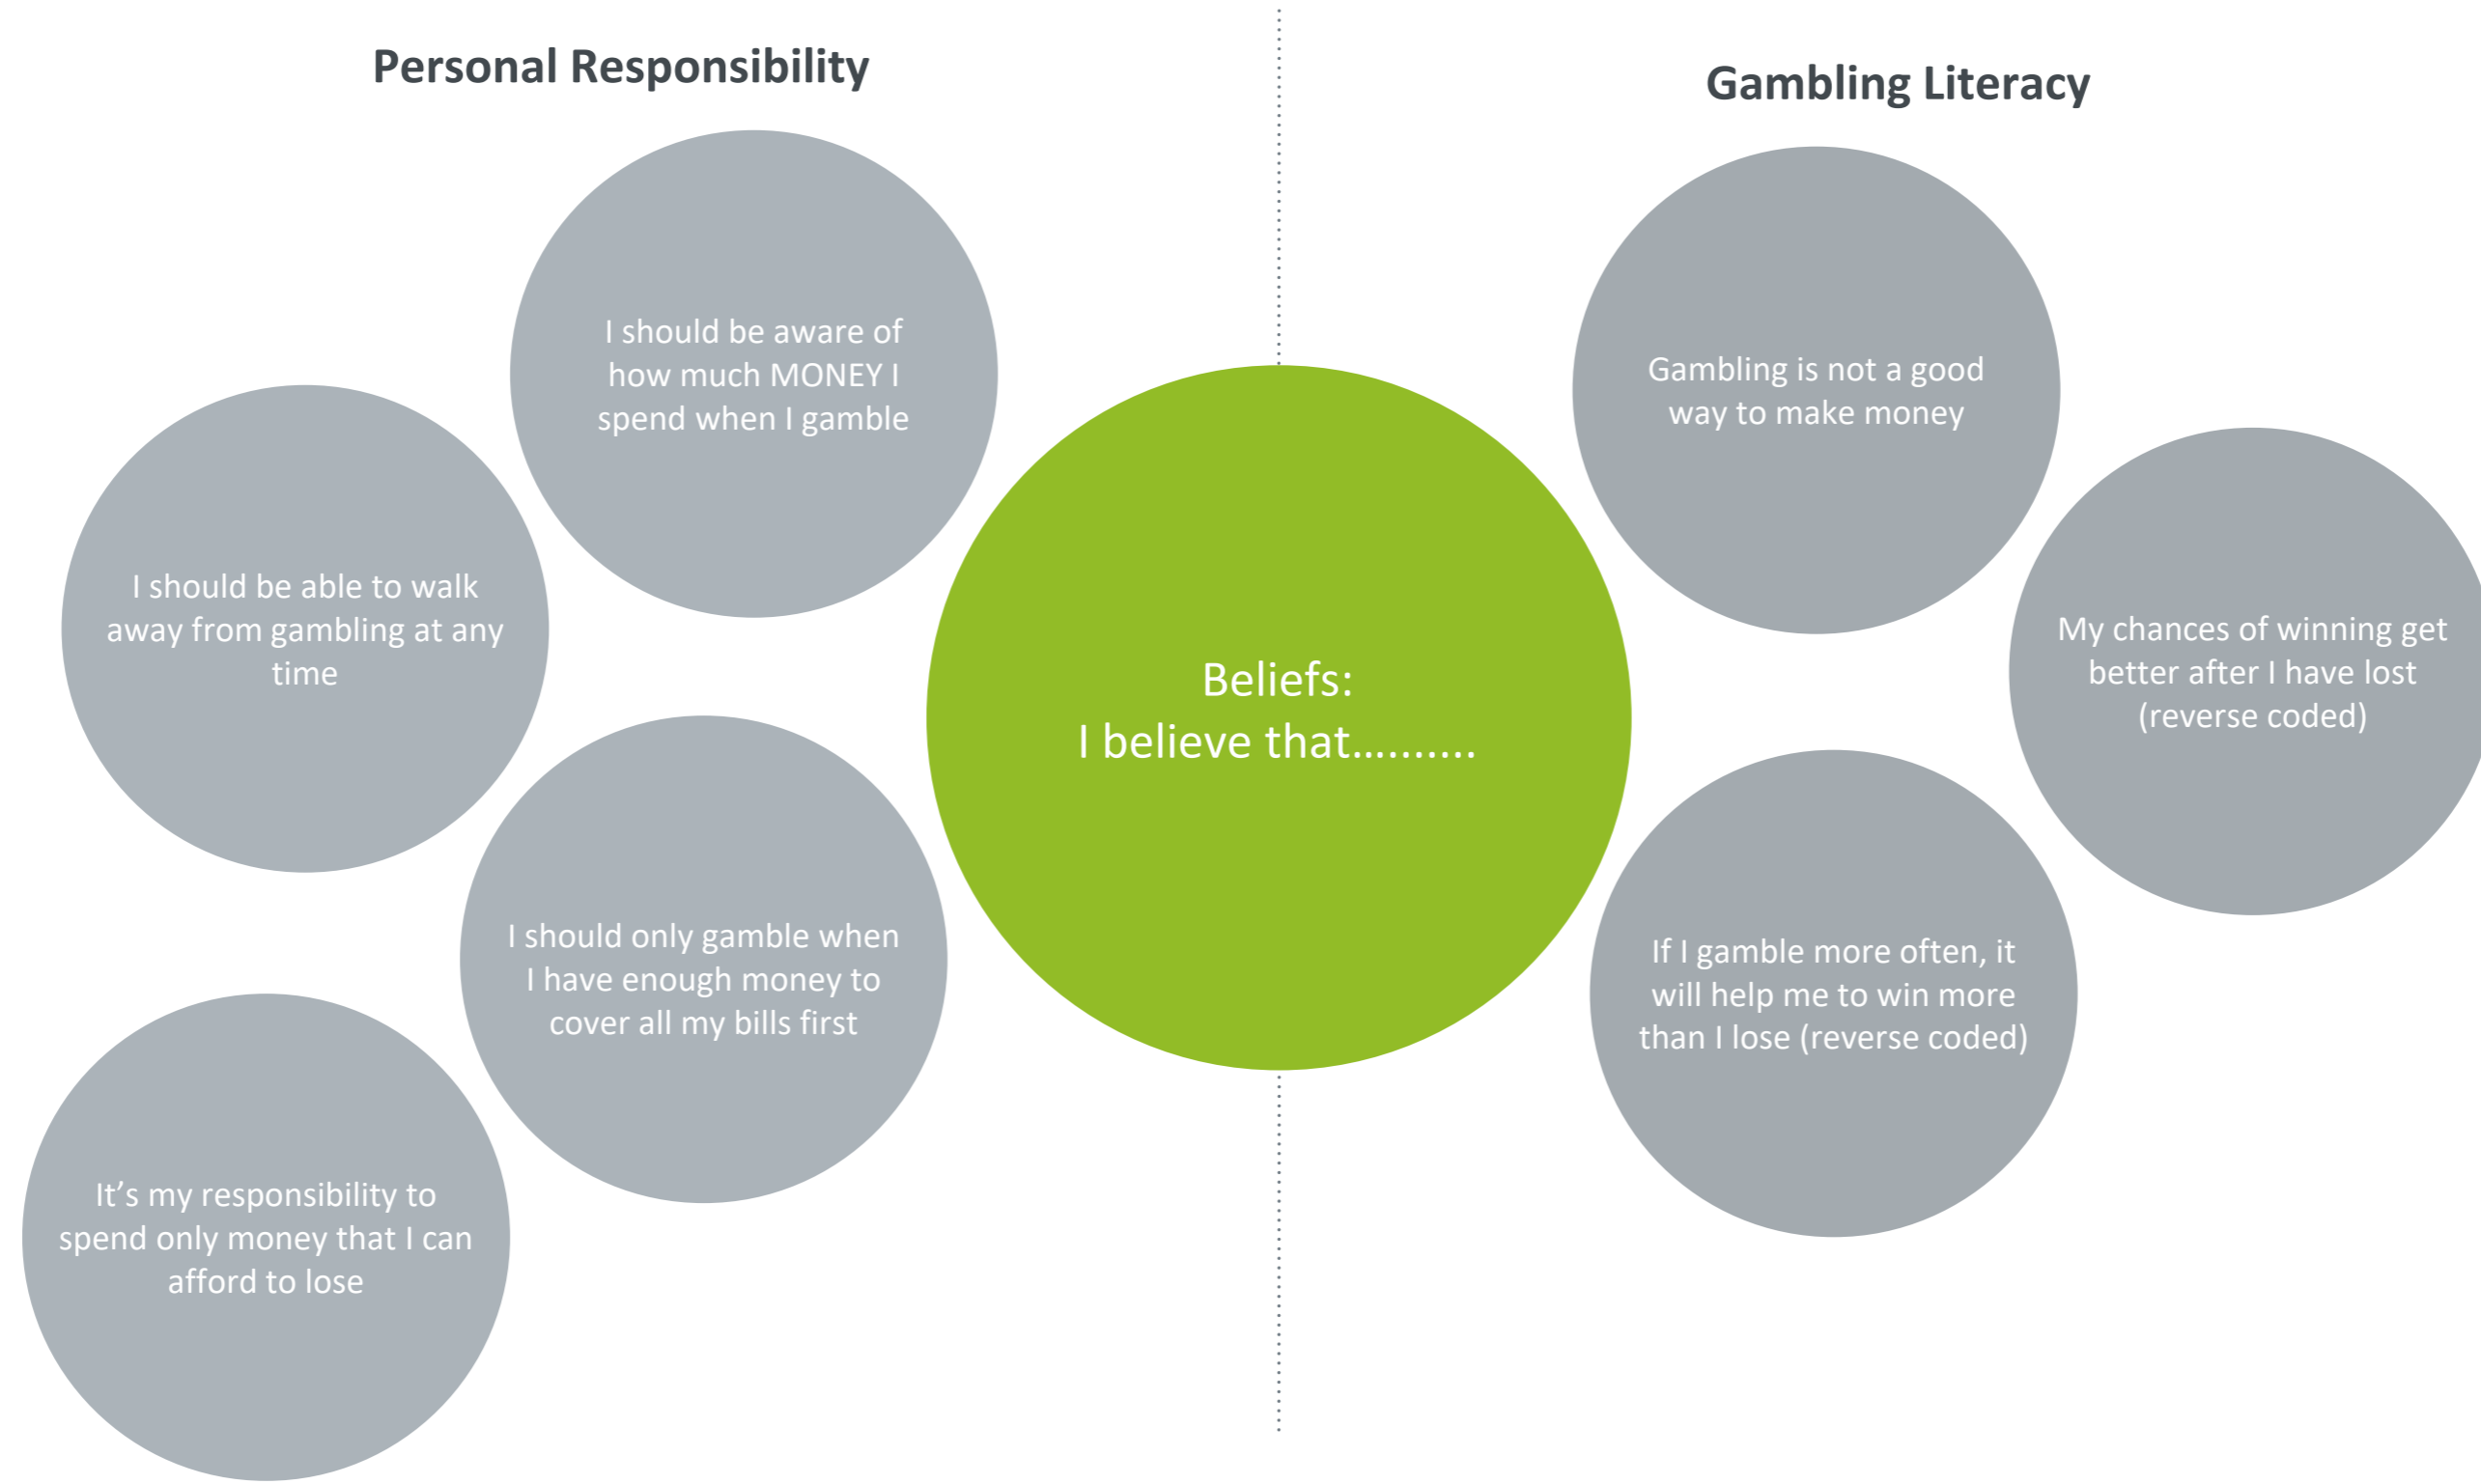 Personal Responsibility
I should be aware of
how much MONEY I
spend when I gamble
I should be able to walk
away from gambling at any
time
I should only gamble when
I have enough money to
cover all my bills first
It’s my responsibility to
spend only money that I can
afford to lose
Beliefs:
I believe that……….
Gambling Literacy
Gambling is not a good
way to make money
My chances of winning get
better after I have lost
(reverse coded)
If I gamble more often, it
will help me to win more
than I lose (reverse coded)